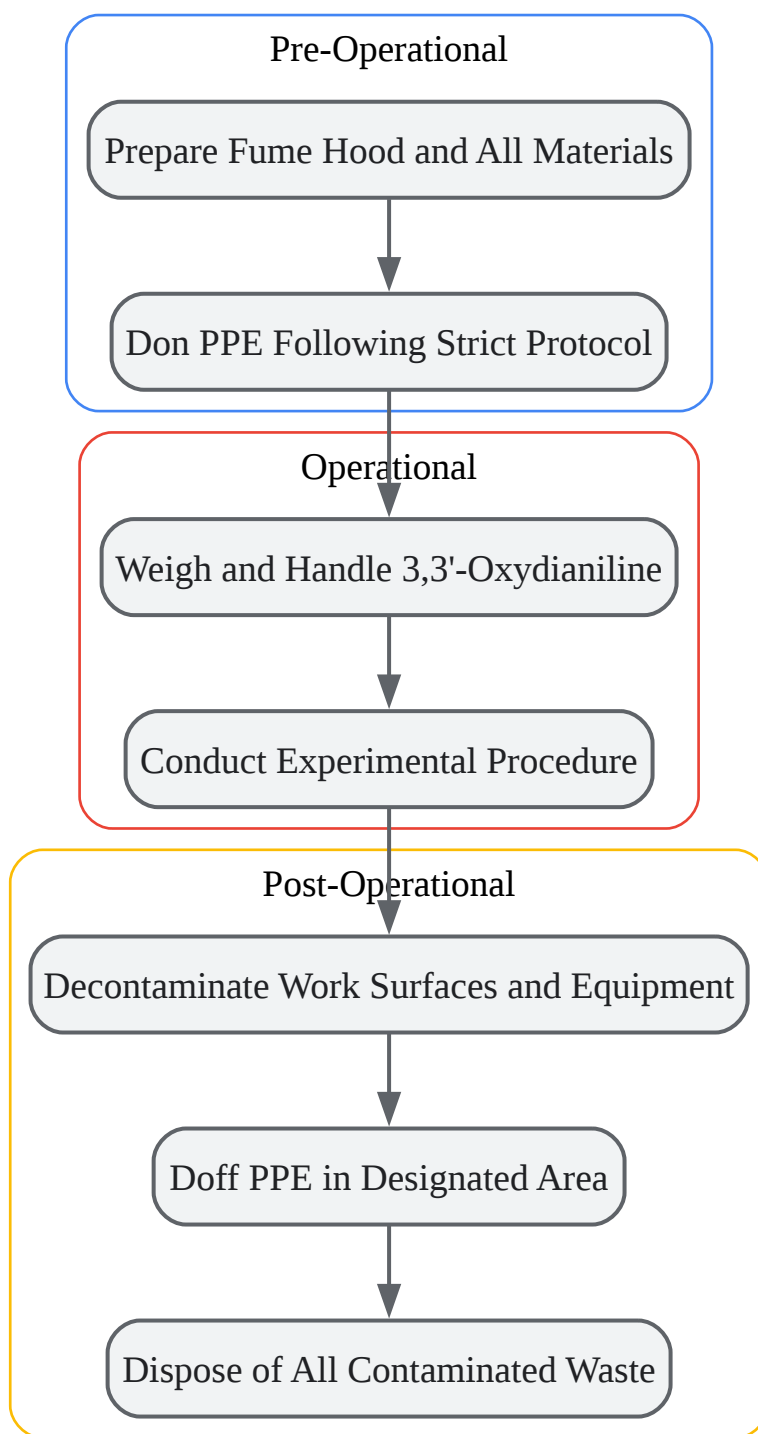 Pre-Operational
Prepare Fume Hood and All Materials
Don PPE Following Strict Protocol
Operational
Weigh and Handle 3,3'-Oxydianiline
Conduct Experimental Procedure
Post-Operational
Decontaminate Work Surfaces and Equipment
Doff PPE in Designated Area
Dispose of All Contaminated Waste